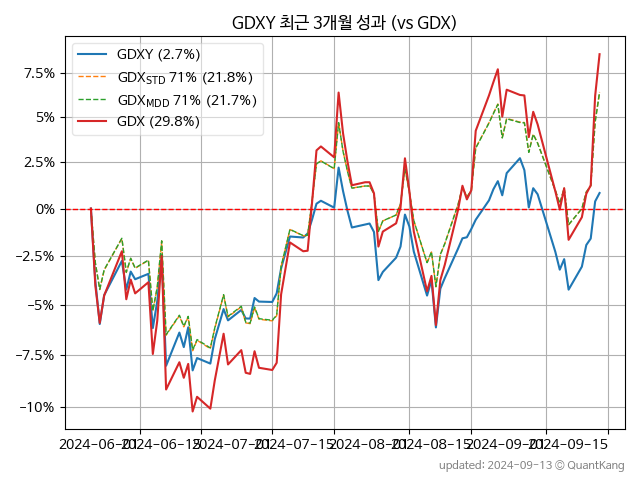 GDXY 최근 3개월 성과 (vs GDX)
GDXY (2.7%)
GDX_STD 71% (21.8%)
GDX_MDD 71% (21.7%)
GDX (29.8%)
7.5%
5%
2.5%
0%
−2.5%
−5%
−7.5%
−10%
2024-06-01
2024-06-15
2024-07-01
2024-07-15
2024-08-01
2024-08-15
2024-09-01
2024-09-15
updated: 2024-09-13 © QuantKang